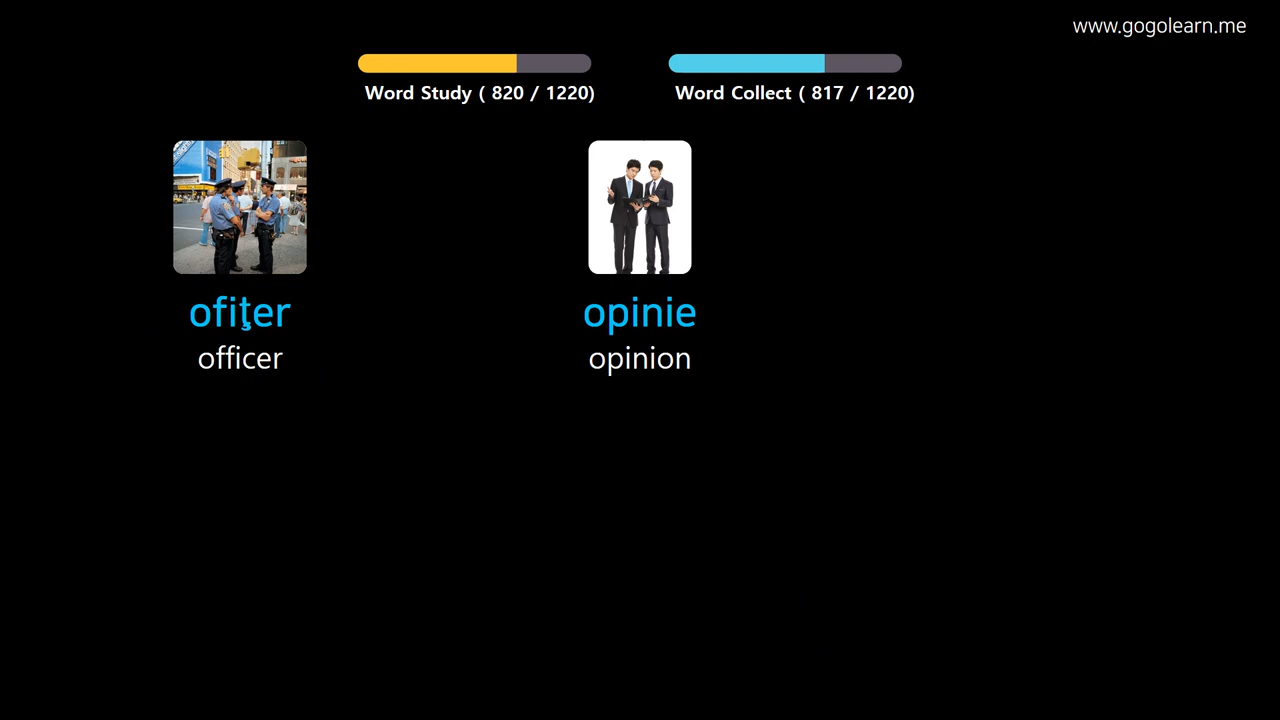 www.gogolearn.me
Word Study ( 820 / 1220)
Word Collect ( 817 / 1220)
ofiţer
officer
opinie
opinion